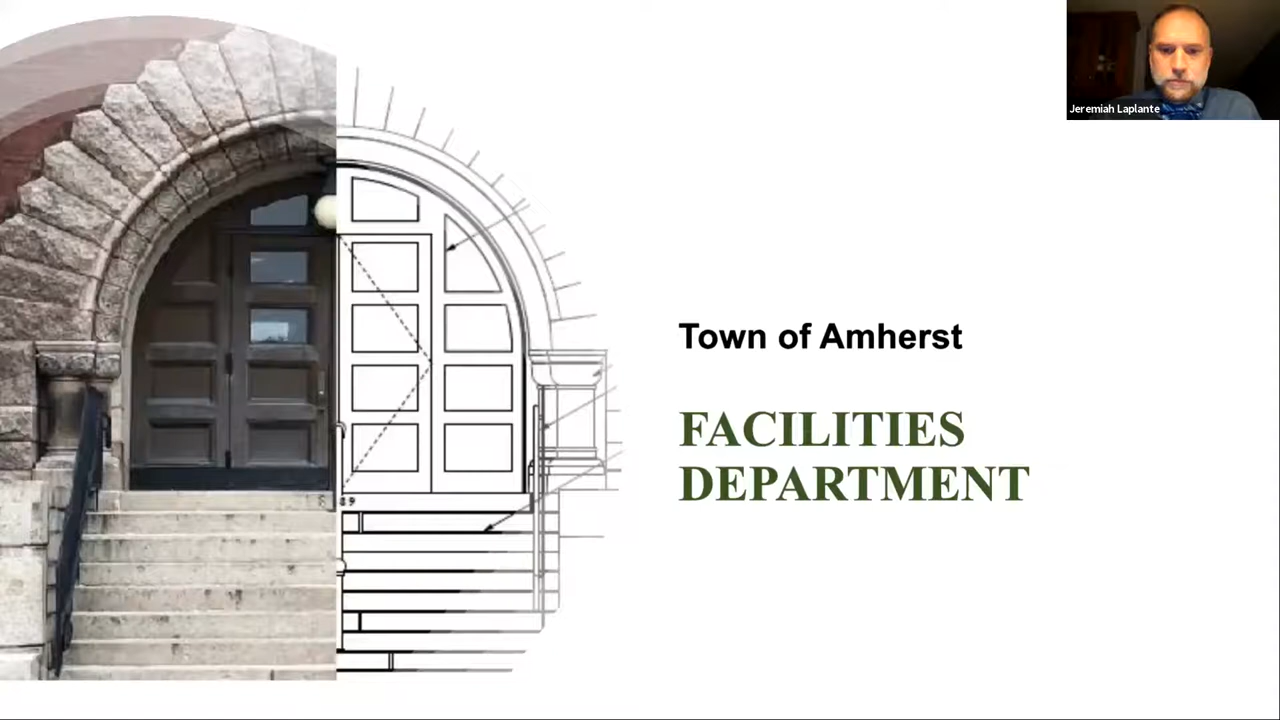 Jeremiah Laplante
Town of Amherst
FACILITIES
DEPARTMENT